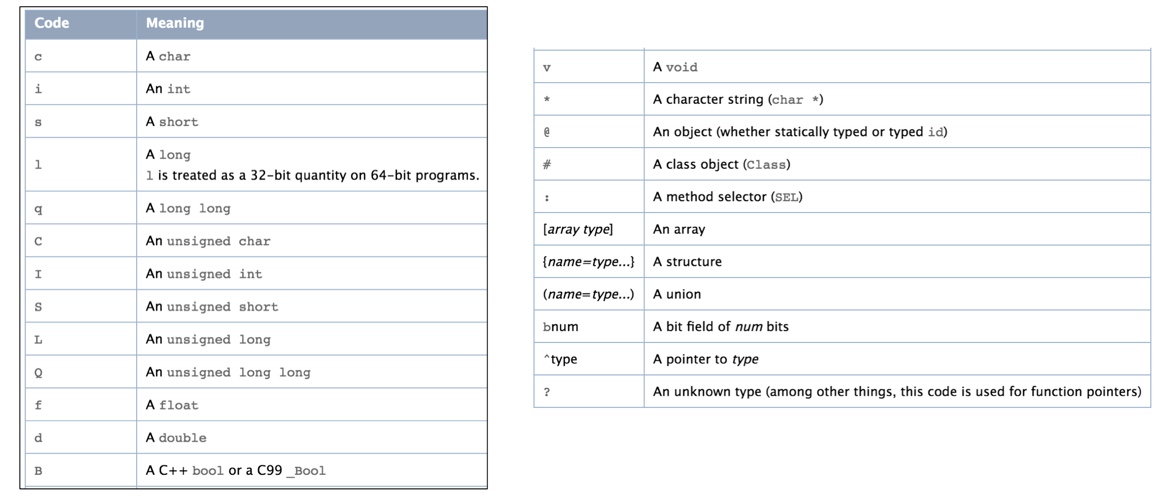 Code Meaning
c A char
i An int
s A short
l A long
l is treated as a 32-bit quantity on 64-bit programs.
q A long long
C An unsigned char
I An unsigned int
S An unsigned short
L An unsigned long
Q An unsigned long long
f A float
d A double
B A C++ bool or a C99 _Bool
v A void
* A character string (char *)
@ An object (whether statically typed or typed id)
# A class object (Class)
: A method selector (SEL)
[array type] An array
{name=type...} A structure
(name=type...) A union
bnum A bit field of num bits
^type A pointer to type
? An unknown type (among other things, this code is used for function pointers)